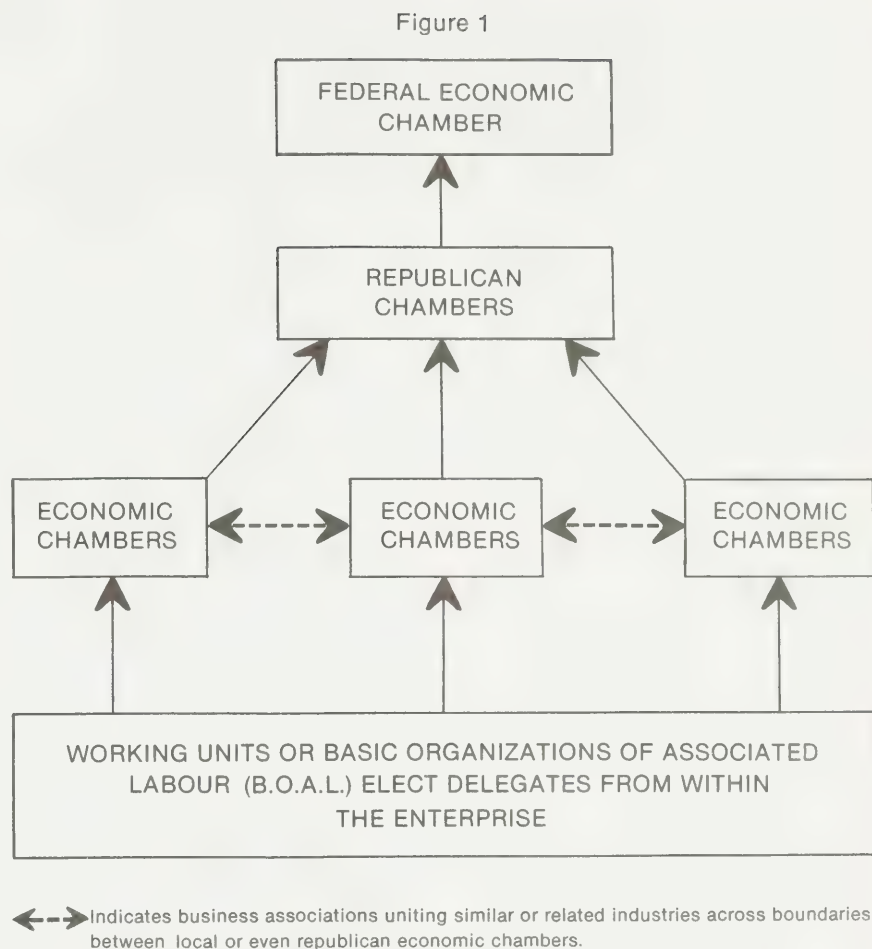 Figure 1
FEDERAL ECONOMIC
CHAMBER
REPUBLICAN
CHAMBERS
ECONOMIC
CHAMBERS
ECONOMIC
CHAMBERS
ECONOMIC
CHAMBERS
WORKING UNITS OR BASIC ORGANIZATIONS OF ASSOCIATED
LABOUR (B.O.A.L.) ELECT DELEGATES FROM WITHIN
THE ENTERPRISE
Indicates business associations uniting similar or related industries across boundaries
between local or even republican economic chambers.